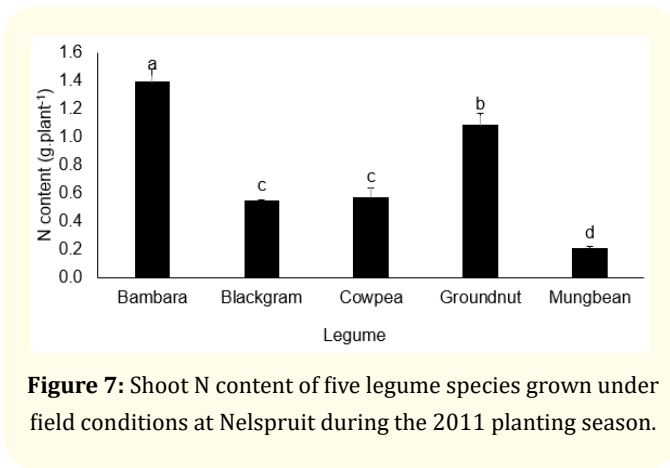 1.6
1.4
1.2
1.0
0.8
0.6
0.4
0.2
0.0
N content (g.plant⁻¹)
a
c
c
b
d
Bambara Blackgram Cowpea Groundnut Mungbean
Legume
Figure 7: Shoot N content of five legume species grown under
field conditions at Nelspruit during the 2011 planting season.